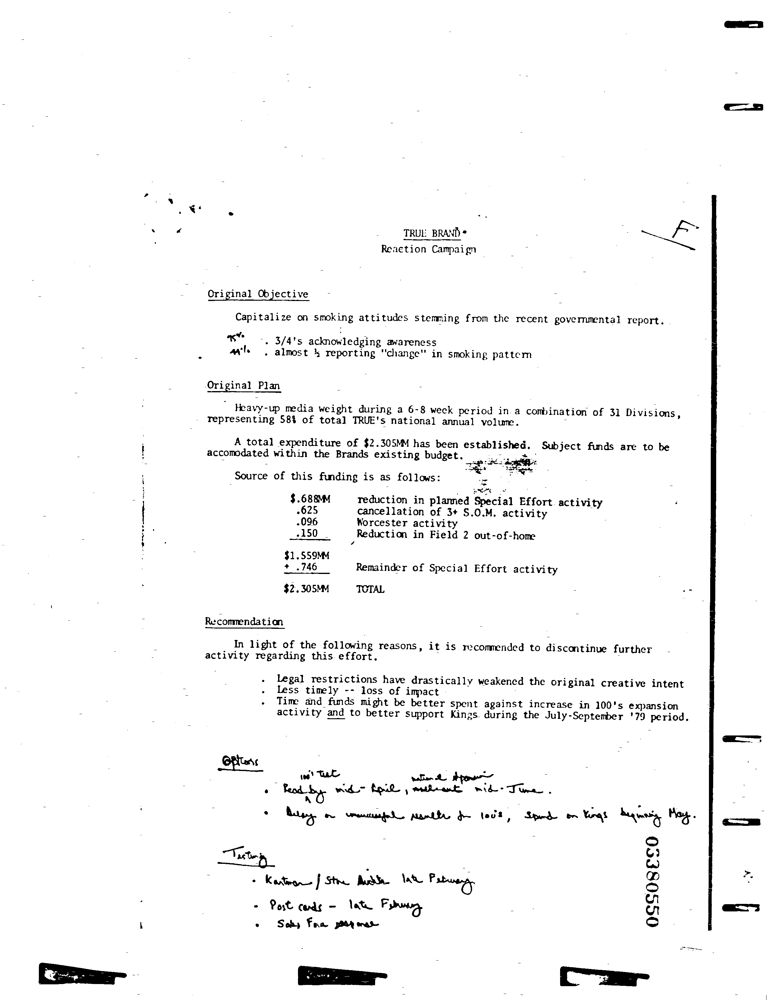 F
TRUE BRAND
Reaction Campaign
Original Objective
Capitalize on smoking attitudes stemming from the recent governmental report.
75% . 3/4's acknowledging awareness
44% . almost ½ reporting "change" in smoking pattern
Original Plan
Heavy-up media weight during a 6-8 week period in a combination of 31 Divisions,
representing 58% of total TRUE's national annual volume.
A total expenditure of $2.305MM has been established. Subject funds are to be
accomodated within the Brands existing budget.
Source of this funding is as follows:
$.688MM reduction in planned Special Effort activity
.625 cancellation of 3+ S.O.M. activity
.096 Worcester activity
.150 Reduction in Field 2 out-of-home
$1.559MM
+ .746 Remainder of Special Effort activity
$2.305MM TOTAL
Recommendation
In light of the following reasons, it is recommended to discontinue further
activity regarding this effort.
. Legal restrictions have drastically weakened the original creative intent
. Less timely -- loss of impact
. Time and funds might be better spent against increase in 100's expansion
activity and to better support Kings during the July-September '79 period.
Options
100's Test
. Read by mid-April, mid-June.
. Delay or unsuccessful results for 100's, spend on Kings beginning May.
Testing
. / Store late February
. Post cards - late February
. Sales Force response
03380550